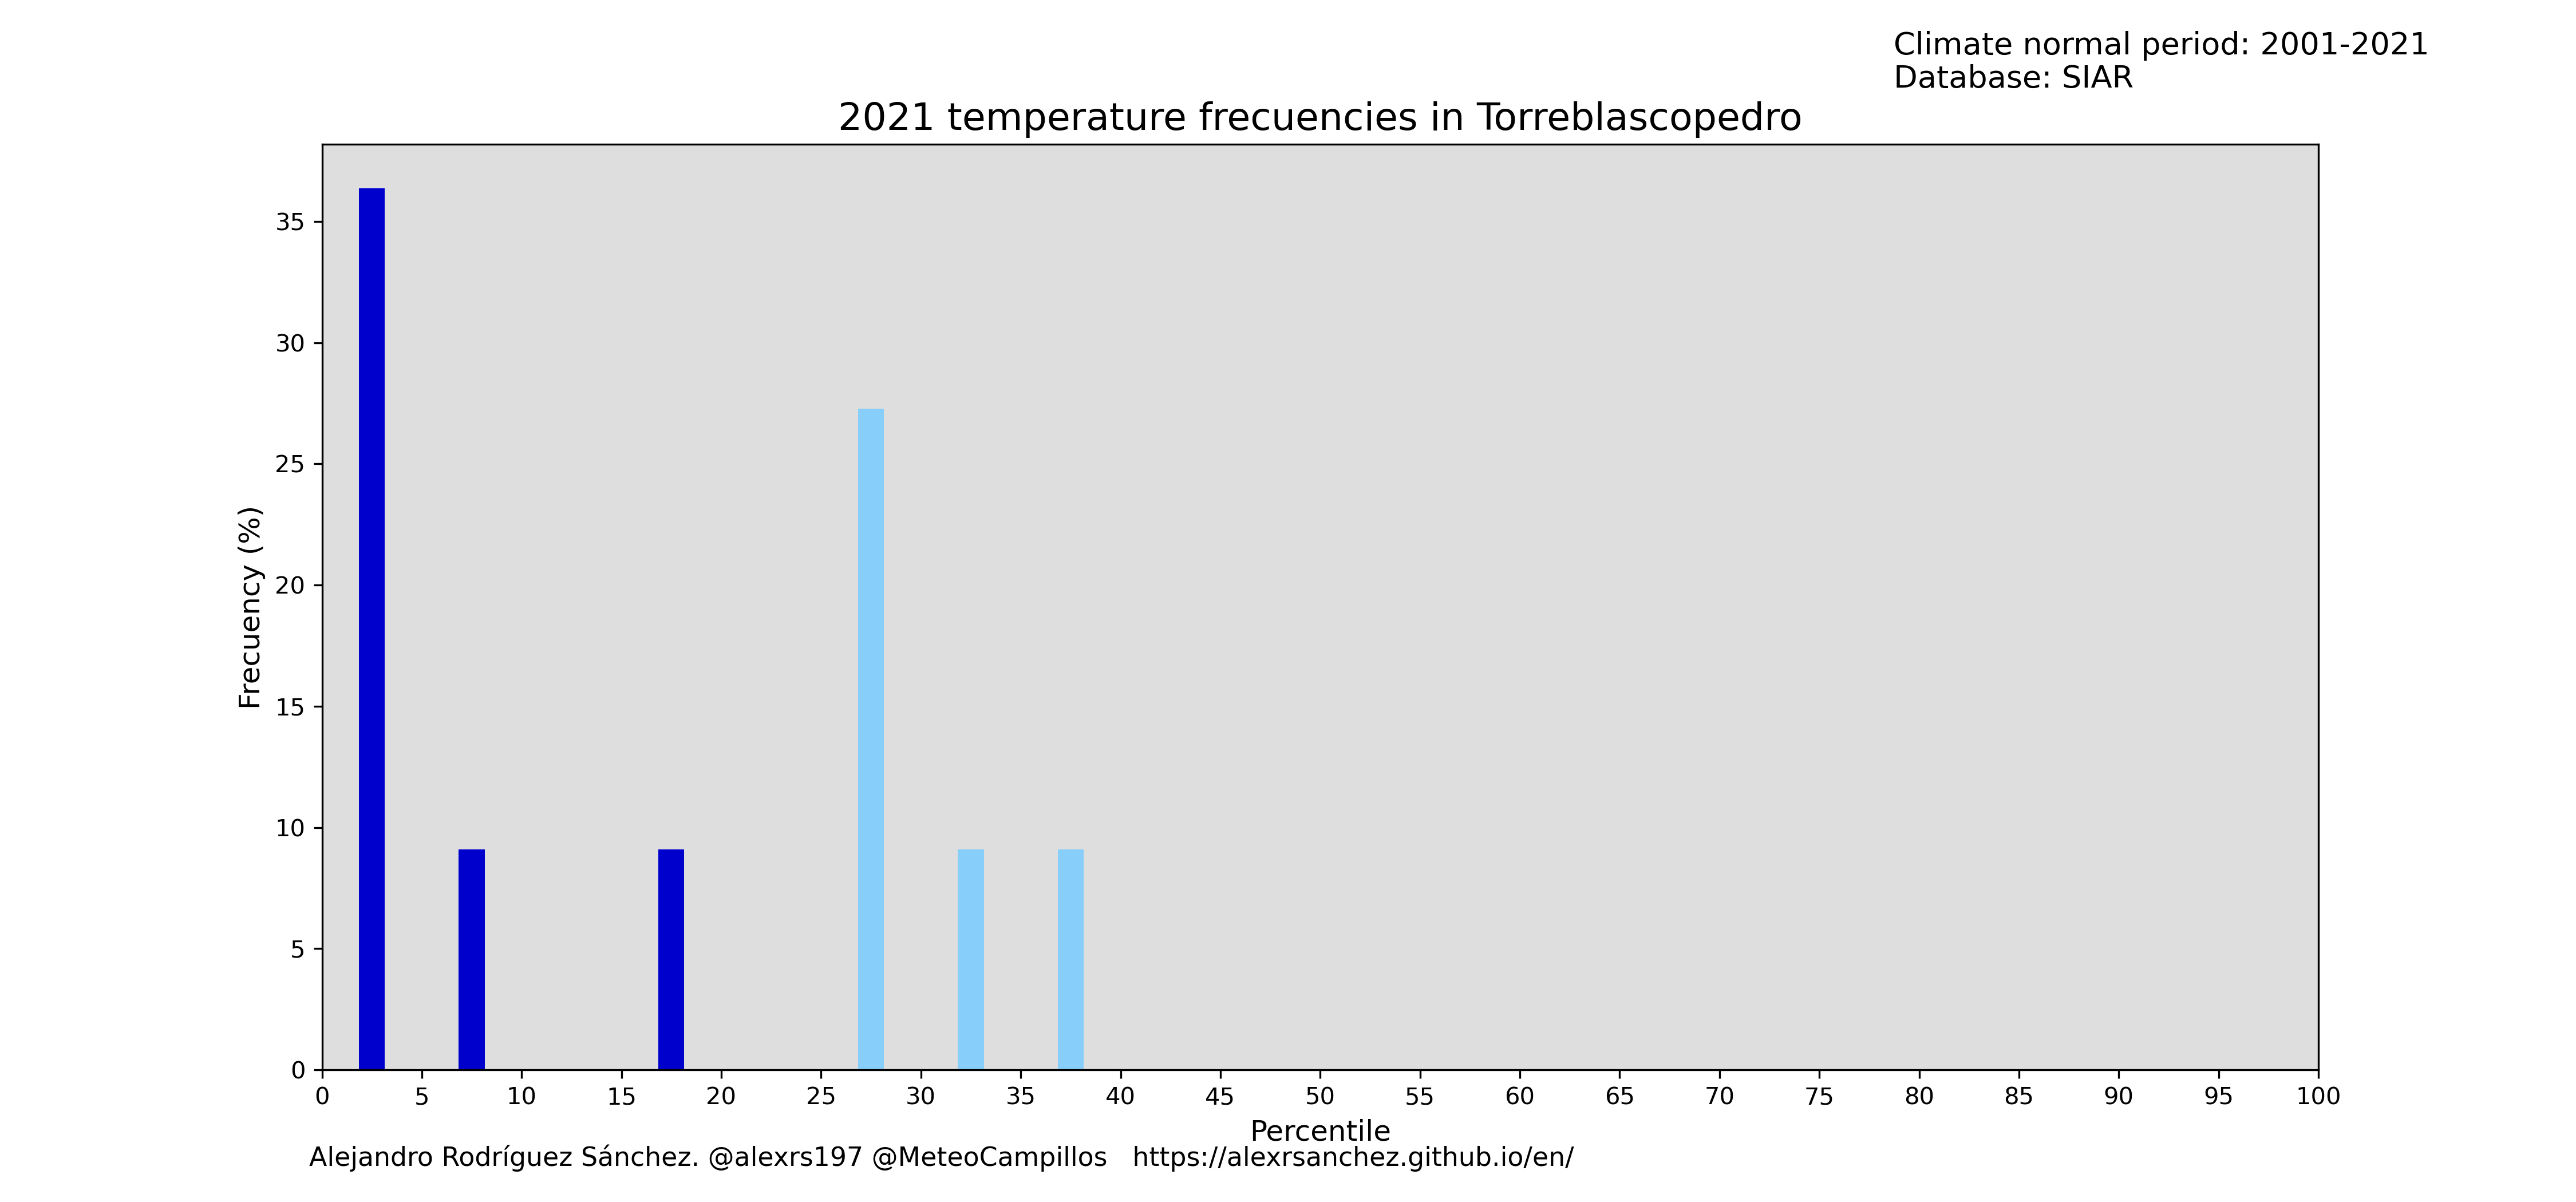 Climate normal period: 2001-2021
Database: SIAR
2021 temperature frecuencies in Torreblascopedro
35
30
25
20
15
10
5
0
Frecuency (%)
0 5 10 15 20 25 30 35 40 45 50 55 60 65 70 75 80 85 90 95 100
Percentile
Alejandro Rodríguez Sánchez. @alexrs197 @MeteoCampillos https://alexrsanchez.github.io/en/